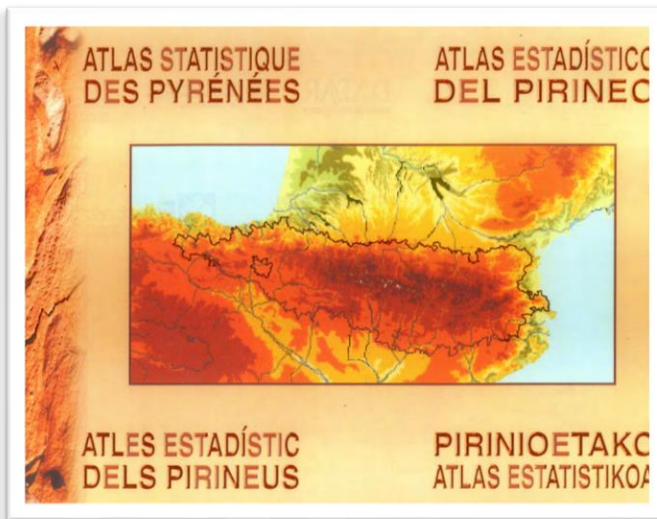 ATLAS STATISTIQUE
DES PYRÉNÉES
ATLAS ESTADÍSTICO
DEL PIRINEO
ATLES ESTADÍSTIC
DELS PIRINEUS
PIRINIOETAKO
ATLAS ESTATISTIKOA